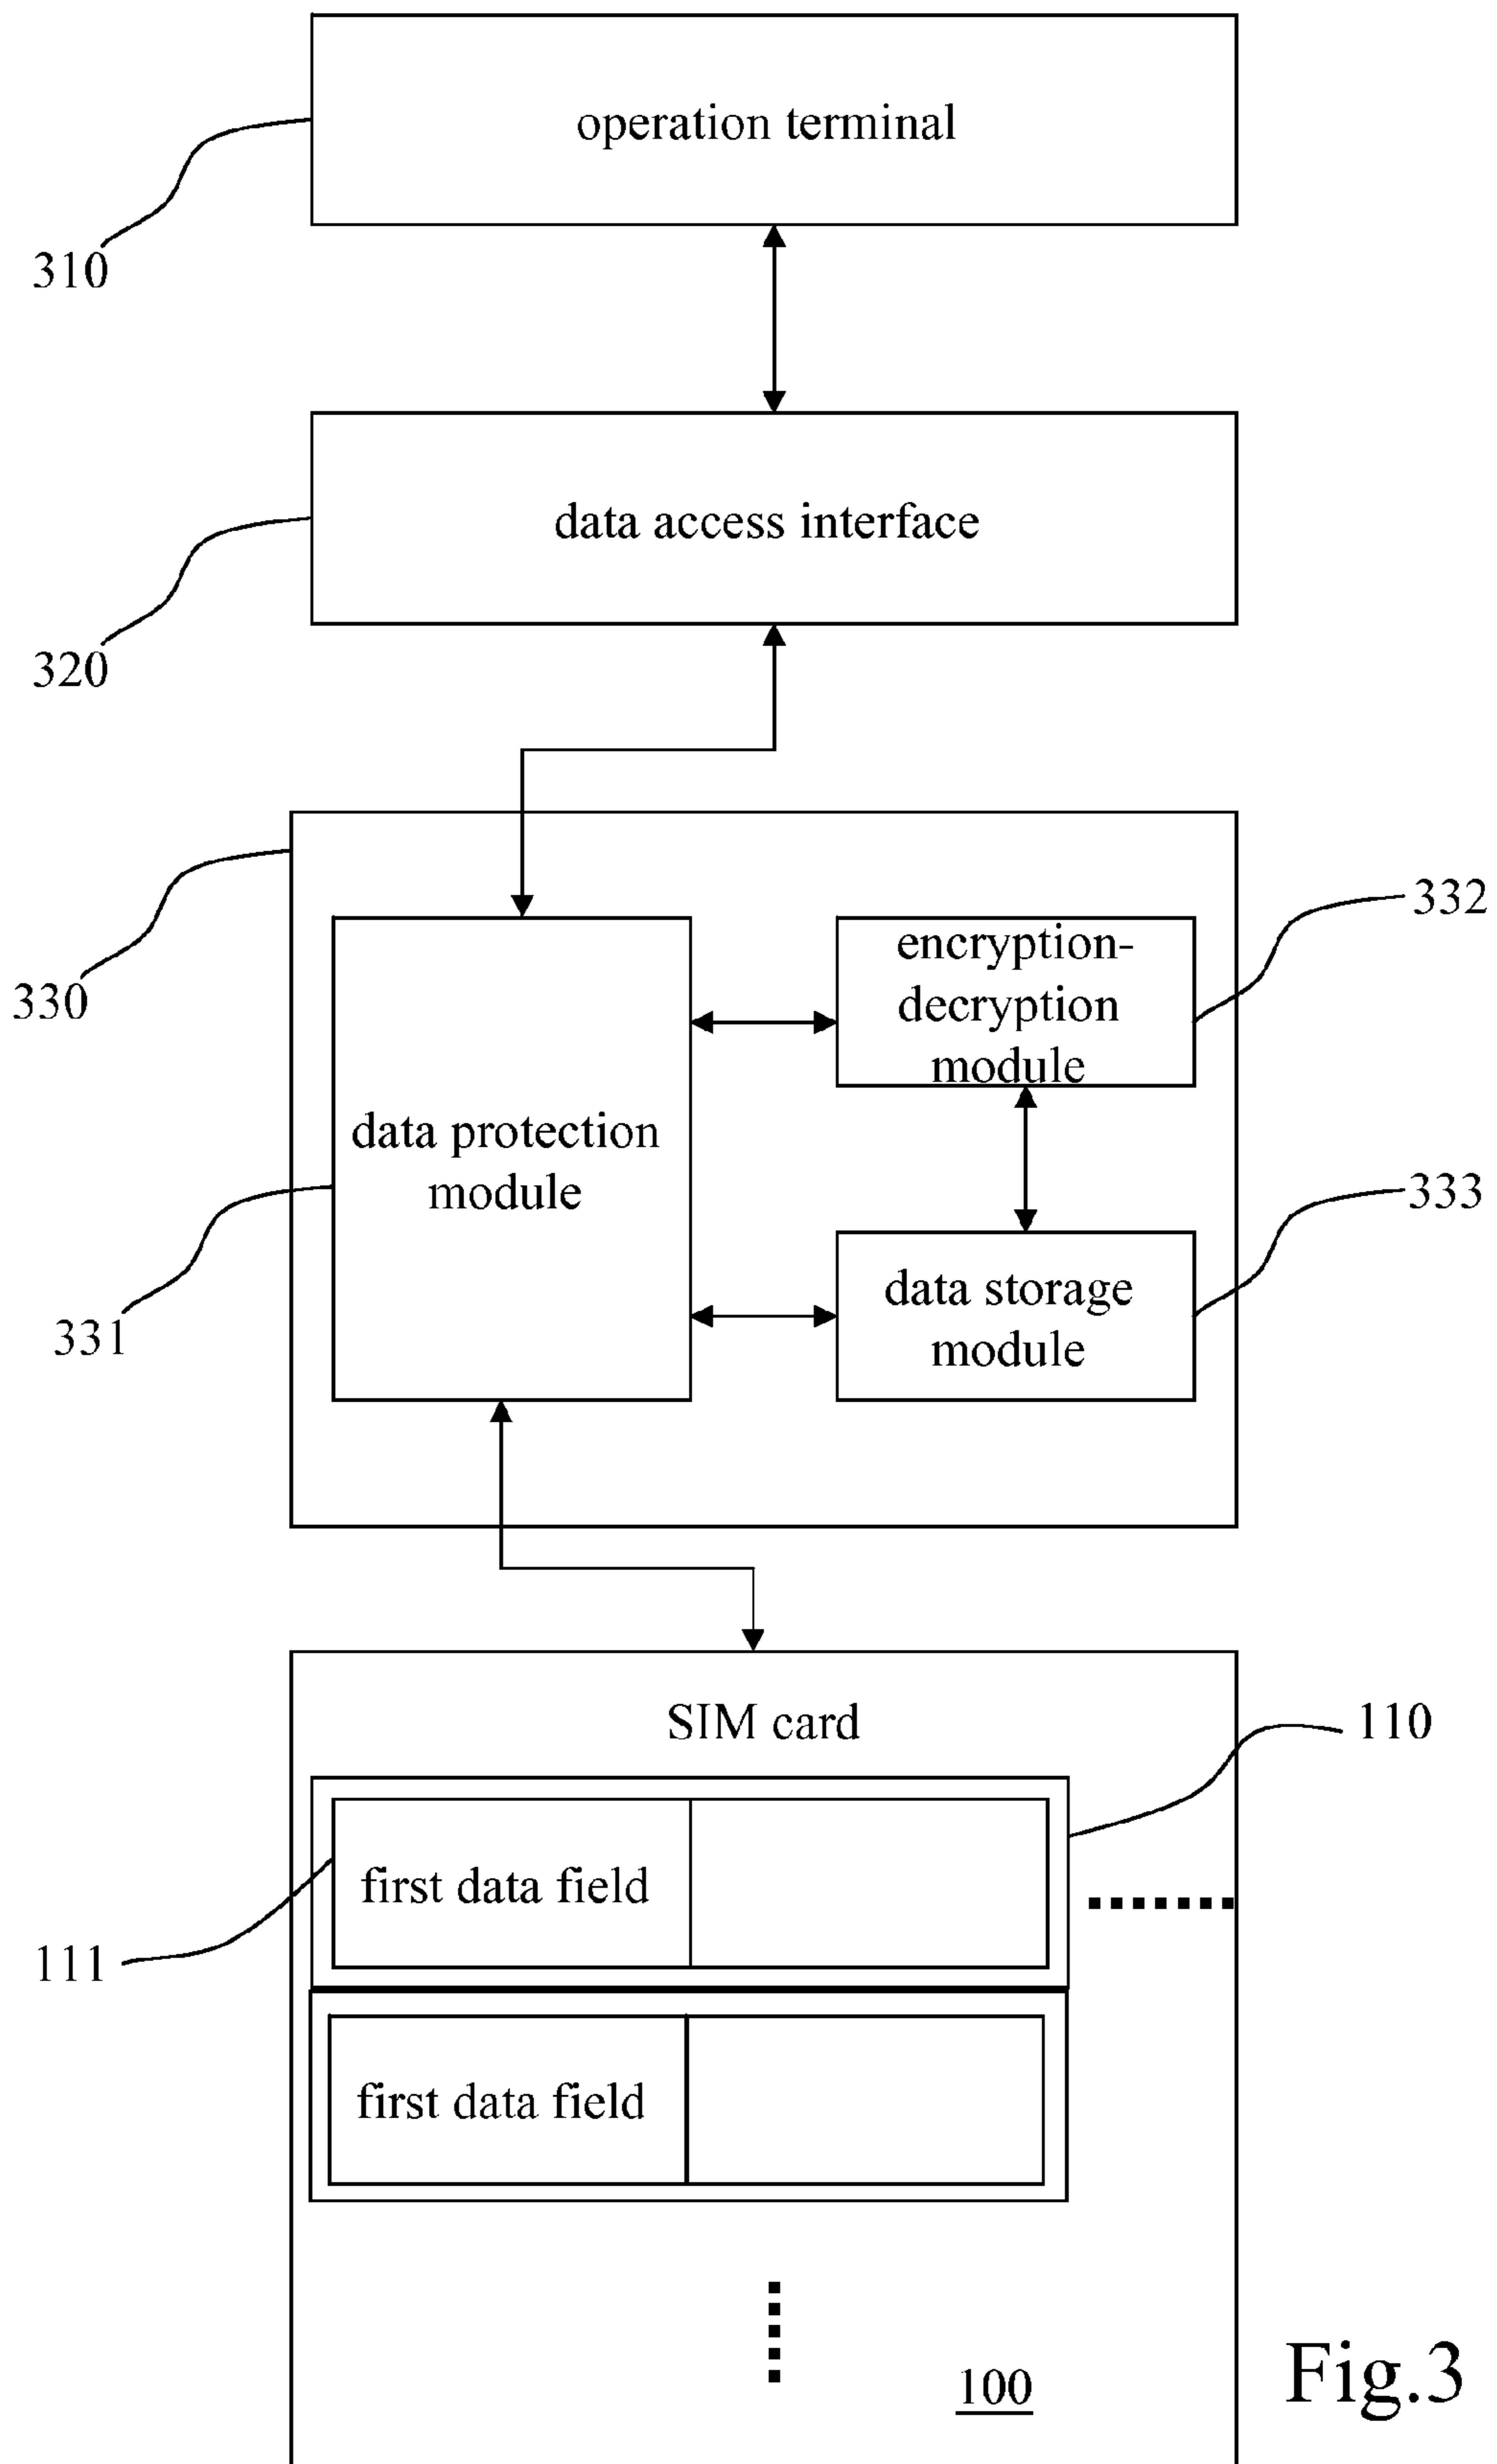 operation terminal
310
data access interface
320
330
332
encryption-
decryption
module
data protection
module
333
data storage
module
331
SIM card
110
first data field
111
first data field
100
Fig.3